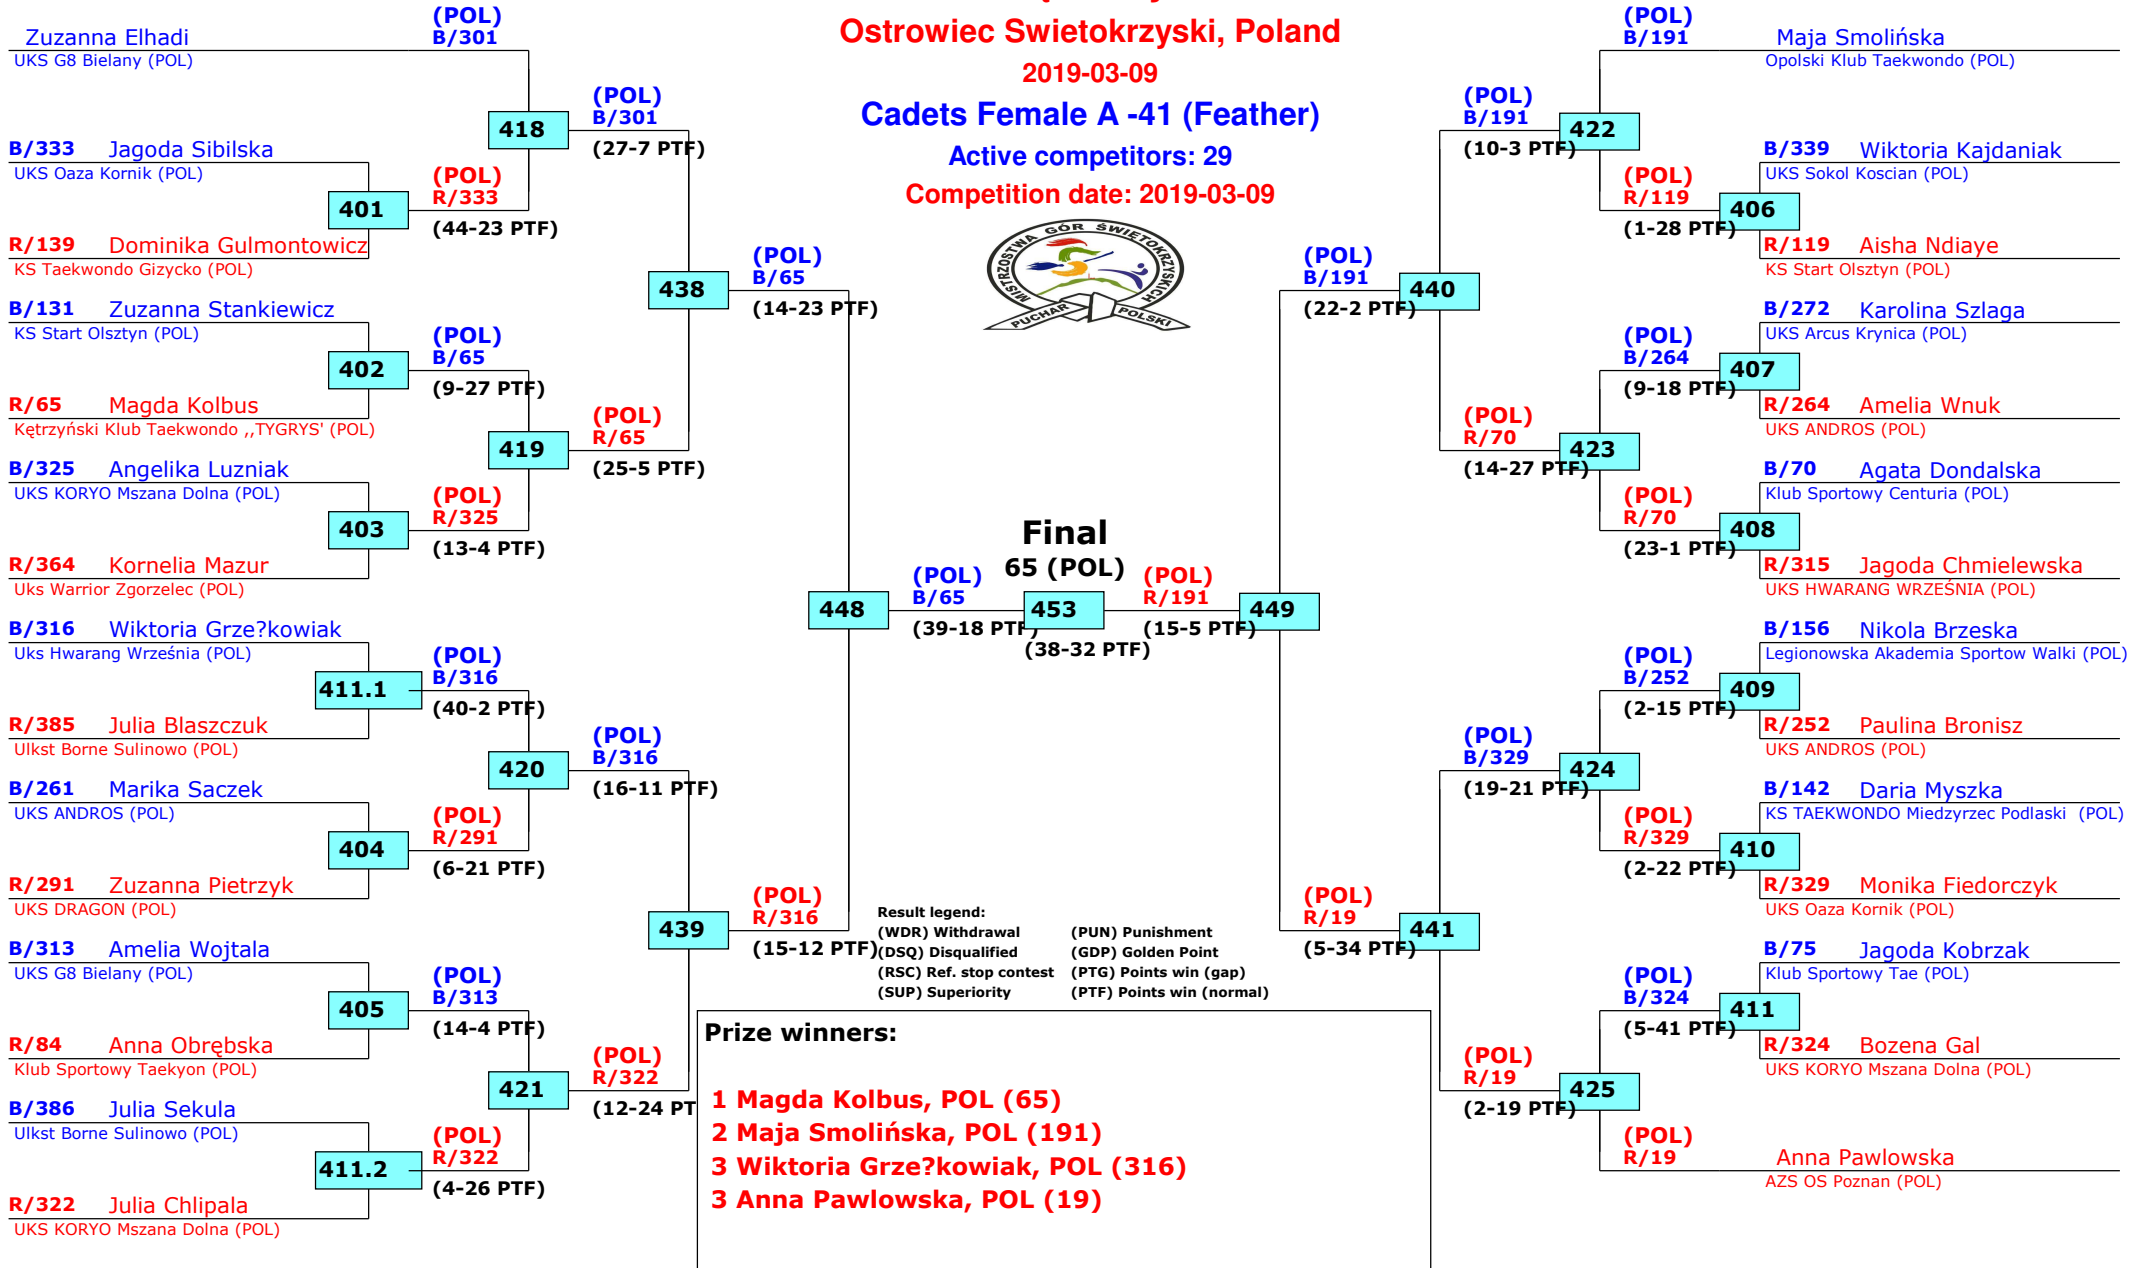 Ostrowiec Swietokrzyski, Poland
2019-03-09
Cadets Female A -41 (Feather)
Active competitors: 29
Competition date: 2019-03-09
MISTRZOSTWA GÓR ŚWIĘTOKRZYSKICH
PUCHAR POLSKI
Zuzanna Elhadi
UKS G8 Bielany (POL)
(POL)
B/301
B/333 Jagoda Sibilska
UKS Oaza Kornik (POL)
401
R/139 Dominika Gulmontowicz
KS Taekwondo Gizycko (POL)
(POL)
R/333
(44-23 PTF)
418
(POL)
B/301
(27-7 PTF)
B/131 Zuzanna Stankiewicz
KS Start Olsztyn (POL)
402
R/65 Magda Kolbus
Kętrzyński Klub Taekwondo ,,TYGRYS' (POL)
(POL)
B/65
(9-27 PTF)
B/325 Angelika Luzniak
UKS KORYO Mszana Dolna (POL)
403
R/364 Kornelia Mazur
Uks Warrior Zgorzelec (POL)
(POL)
R/325
(13-4 PTF)
419
(POL)
R/65
(25-5 PTF)
438
(POL)
B/65
(14-23 PTF)
B/316 Wiktoria Grze?kowiak
Uks Hwarang Września (POL)
411.1
R/385 Julia Blaszczuk
Ulkst Borne Sulinowo (POL)
(POL)
B/316
(40-2 PTF)
B/261 Marika Saczek
UKS ANDROS (POL)
404
R/291 Zuzanna Pietrzyk
UKS DRAGON (POL)
(POL)
R/291
(6-21 PTF)
420
(POL)
B/316
(16-11 PTF)
B/313 Amelia Wojtala
UKS G8 Bielany (POL)
405
R/84 Anna Obrębska
Klub Sportowy Taekyon (POL)
(POL)
B/313
(14-4 PTF)
B/386 Julia Sekula
Ulkst Borne Sulinowo (POL)
411.2
R/322 Julia Chlipala
UKS KORYO Mszana Dolna (POL)
(POL)
R/322
(4-26 PTF)
421
(POL)
R/322
(12-24 PT
439
(POL)
R/316
(15-12 PTF)
448
(POL)
B/65
(39-18 PTF)
Final
65 (POL)
453
(38-32 PTF)
(POL)
R/191
(15-5 PTF)
449
(POL)
B/191
(22-2 PTF)
440
(POL)
B/191
(10-3 PTF)
422
(POL)
B/191
Maja Smolińska
Opolski Klub Taekwondo (POL)
(POL)
R/119
(1-28 PTF)
406
B/339 Wiktoria Kajdaniak
UKS Sokol Koscian (POL)
R/119 Aisha Ndiaye
KS Start Olsztyn (POL)
(POL)
R/70
(14-27 PTF)
423
(POL)
B/264
(9-18 PTF)
407
B/272 Karolina Szlaga
UKS Arcus Krynica (POL)
R/264 Amelia Wnuk
UKS ANDROS (POL)
(POL)
R/70
(23-1 PTF)
408
B/70 Agata Dondalska
Klub Sportowy Centuria (POL)
R/315 Jagoda Chmielewska
UKS HWARANG WRZEŚNIA (POL)
(POL)
R/19
(5-34 PTF)
441
(POL)
B/329
(19-21 PTF)
424
(POL)
B/252
(2-15 PTF)
409
B/156 Nikola Brzeska
Legionowska Akademia Sportow Walki (POL)
R/252 Paulina Bronisz
UKS ANDROS (POL)
(POL)
R/329
(2-22 PTF)
410
B/142 Daria Myszka
KS TAEKWONDO Miedzyrzec Podlaski (POL)
R/329 Monika Fiedorczyk
UKS Oaza Kornik (POL)
(POL)
R/19
(2-19 PTF)
425
(POL)
B/324
(5-41 PTF)
411
B/75 Jagoda Kobrzak
Klub Sportowy Tae (POL)
R/324 Bozena Gal
UKS KORYO Mszana Dolna (POL)
(POL)
R/19
Anna Pawlowska
AZS OS Poznan (POL)
Result legend:
(WDR) Withdrawal (PUN) Punishment
(DSQ) Disqualified (GDP) Golden Point
(RSC) Ref. stop contest (PTG) Points win (gap)
(SUP) Superiority (PTF) Points win (normal)
Prize winners:
1 Magda Kolbus, POL (65)
2 Maja Smolińska, POL (191)
3 Wiktoria Grze?kowiak, POL (316)
3 Anna Pawlowska, POL (19)